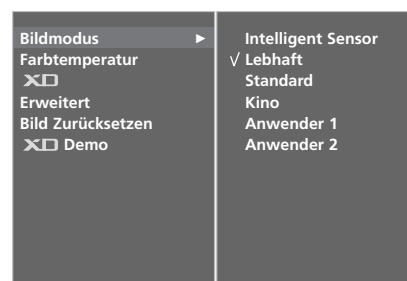 Bildmodus ►
Farbtemperatur
XD
Erweitert
Bild Zurücksetzen
XD Demo
Intelligent Sensor
√ Lebhaft
Standard
Kino
Anwender 1
Anwender 2